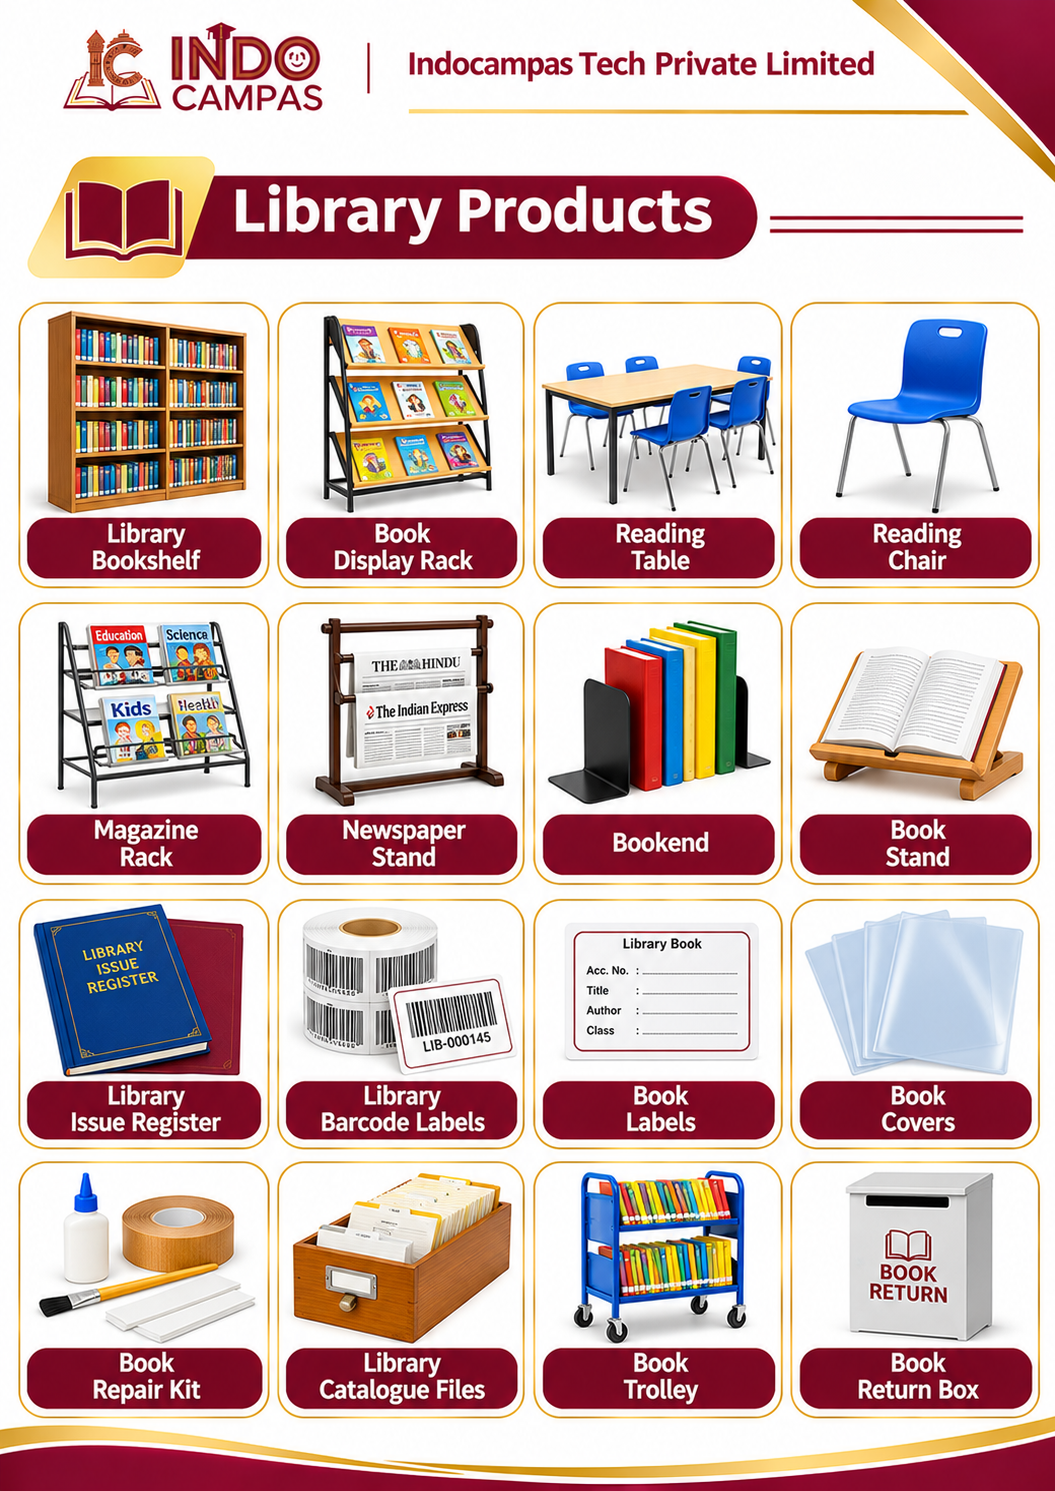 IC
INDO
CAMPAS
Indocampas Tech Private Limited
Library Products
Library
Bookshelf
Book
Display Rack
Reading
Table
Reading
Chair
Education
Science
Kids
Health
Magazine
Rack
THE HINDU
The Indian Express
Newspaper
Stand
Bookend
Book
Stand
LIBRARY
ISSUE
REGISTER
Library
Issue Register
LIB-000145
Library
Barcode Labels
Library Book
Acc. No. :
Title :
Author :
Class :
Book
Labels
Book
Covers
Book
Repair Kit
Library
Catalogue Files
Book
Trolley
BOOK
RETURN
Book
Return Box